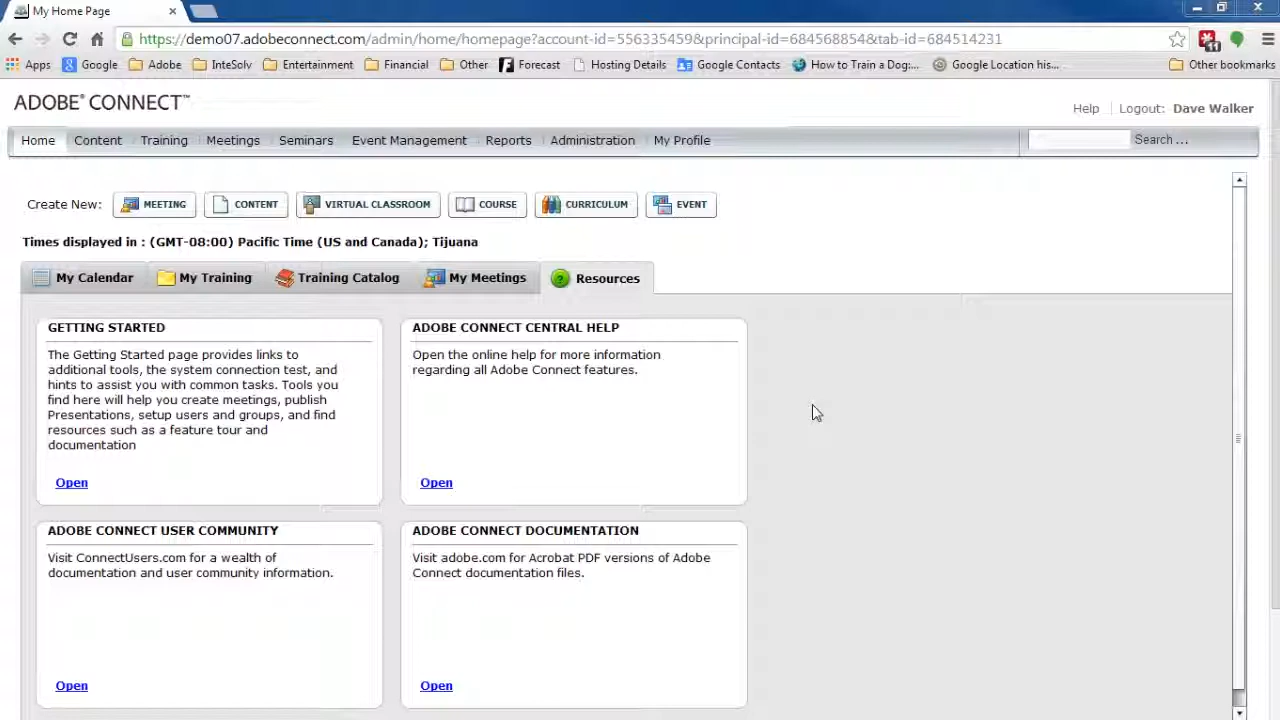 My Home Page
https://demo07.adobeconnect.com/admin/home/homepage?account-id=556335459&principal-id=684568854&tab-id=684514231
11
Apps Google Adobe InteSolv Entertainment Financial Other Forecast Hosting Details Google Contacts How to Train a Dog:... Google Location his... Other bookmarks
ADOBE® CONNECT™
Help Logout: Dave Walker
Home Content Training Meetings Seminars Event Management Reports Administration My Profile Search ...
Create New: MEETING CONTENT VIRTUAL CLASSROOM COURSE CURRICULUM EVENT
Times displayed in : (GMT-08:00) Pacific Time (US and Canada); Tijuana
My Calendar My Training Training Catalog My Meetings Resources
GETTING STARTED
The Getting Started page provides links to
additional tools, the system connection test, and
hints to assist you with common tasks. Tools you
find here will help you create meetings, publish
Presentations, setup users and groups, and find
resources such as a feature tour and
documentation
Open
ADOBE CONNECT CENTRAL HELP
Open the online help for more information
regarding all Adobe Connect features.
Open
ADOBE CONNECT USER COMMUNITY
Visit ConnectUsers.com for a wealth of
documentation and user community information.
Open
ADOBE CONNECT DOCUMENTATION
Visit adobe.com for Acrobat PDF versions of Adobe
Connect documentation files.
Open